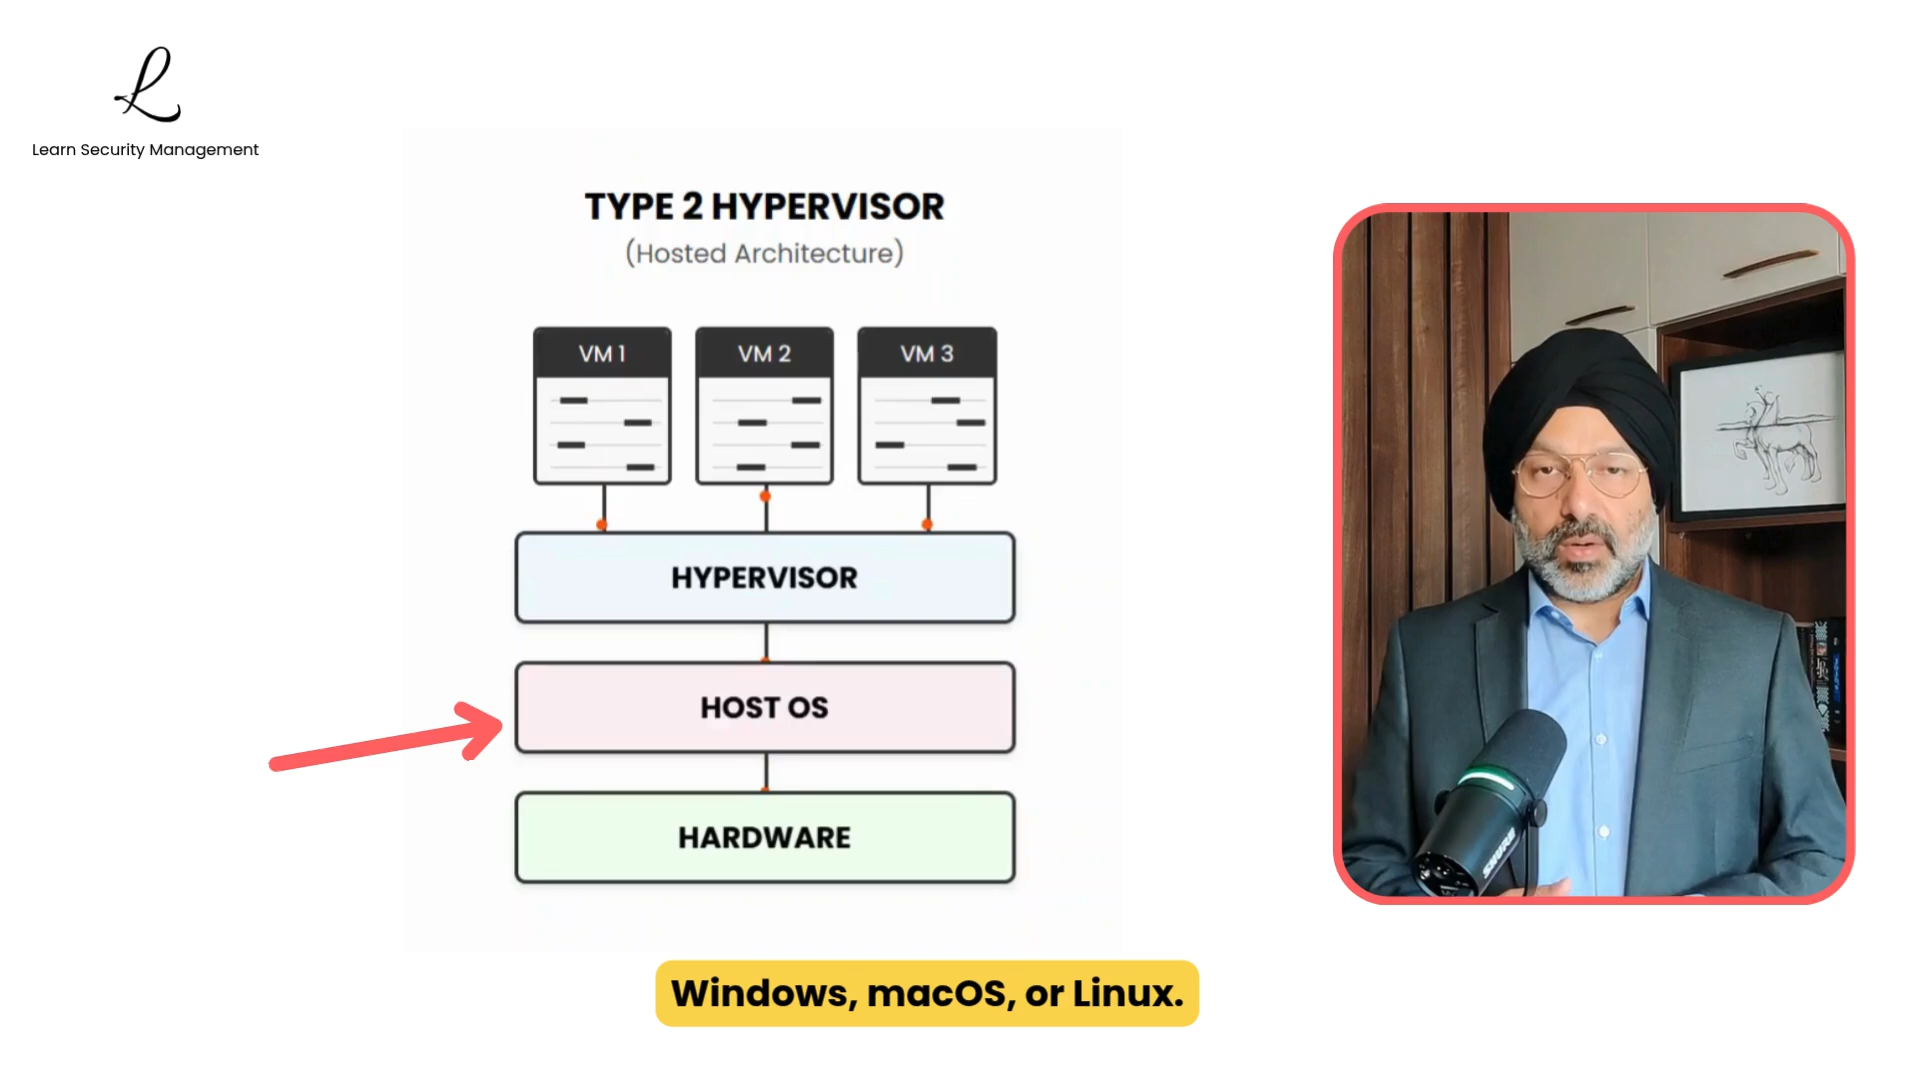 L
Learn Security Management
TYPE 2 HYPERVISOR
(Hosted Architecture)
VM 1
VM 2
VM 3
HYPERVISOR
HOST OS
HARDWARE
SHURE
Windows, macOS, or Linux.